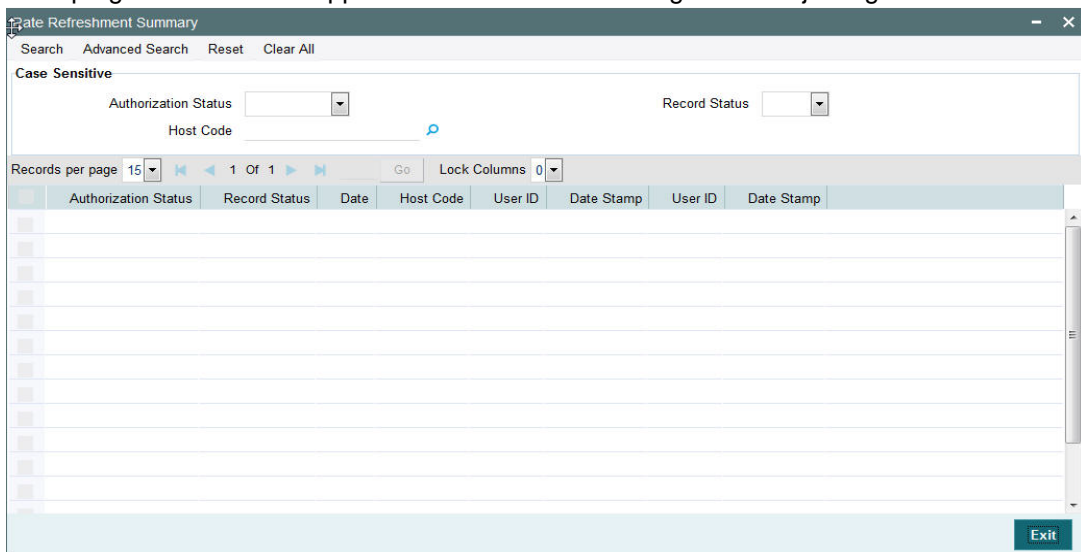 Rate Refreshment Summary
Search Advanced Search Reset Clear All
Case Sensitive
Authorization Status Record Status
Host Code
Records per page 15 1 Of 1 Go Lock Columns 0
Authorization Status Record Status Date Host Code User ID Date Stamp User ID Date Stamp
Exit